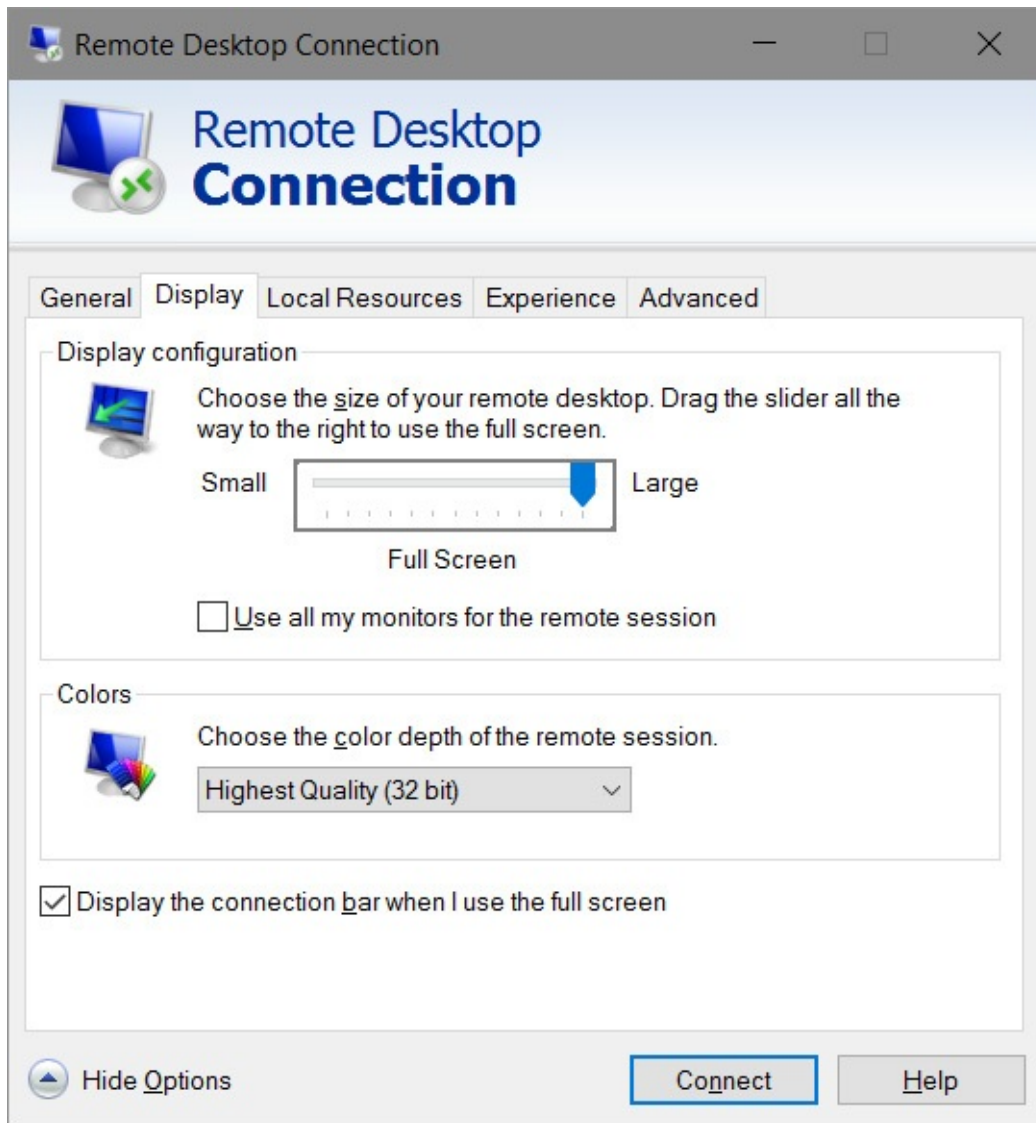 Remote Desktop Connection
Remote Desktop
Connection
General Display Local Resources Experience Advanced
Display configuration
Choose the size of your remote desktop. Drag the slider all the
way to the right to use the full screen.
Small Large
Full Screen
Use all my monitors for the remote session
Colors
Choose the color depth of the remote session.
Highest Quality (32 bit)
Display the connection bar when I use the full screen
Hide Options Connect Help